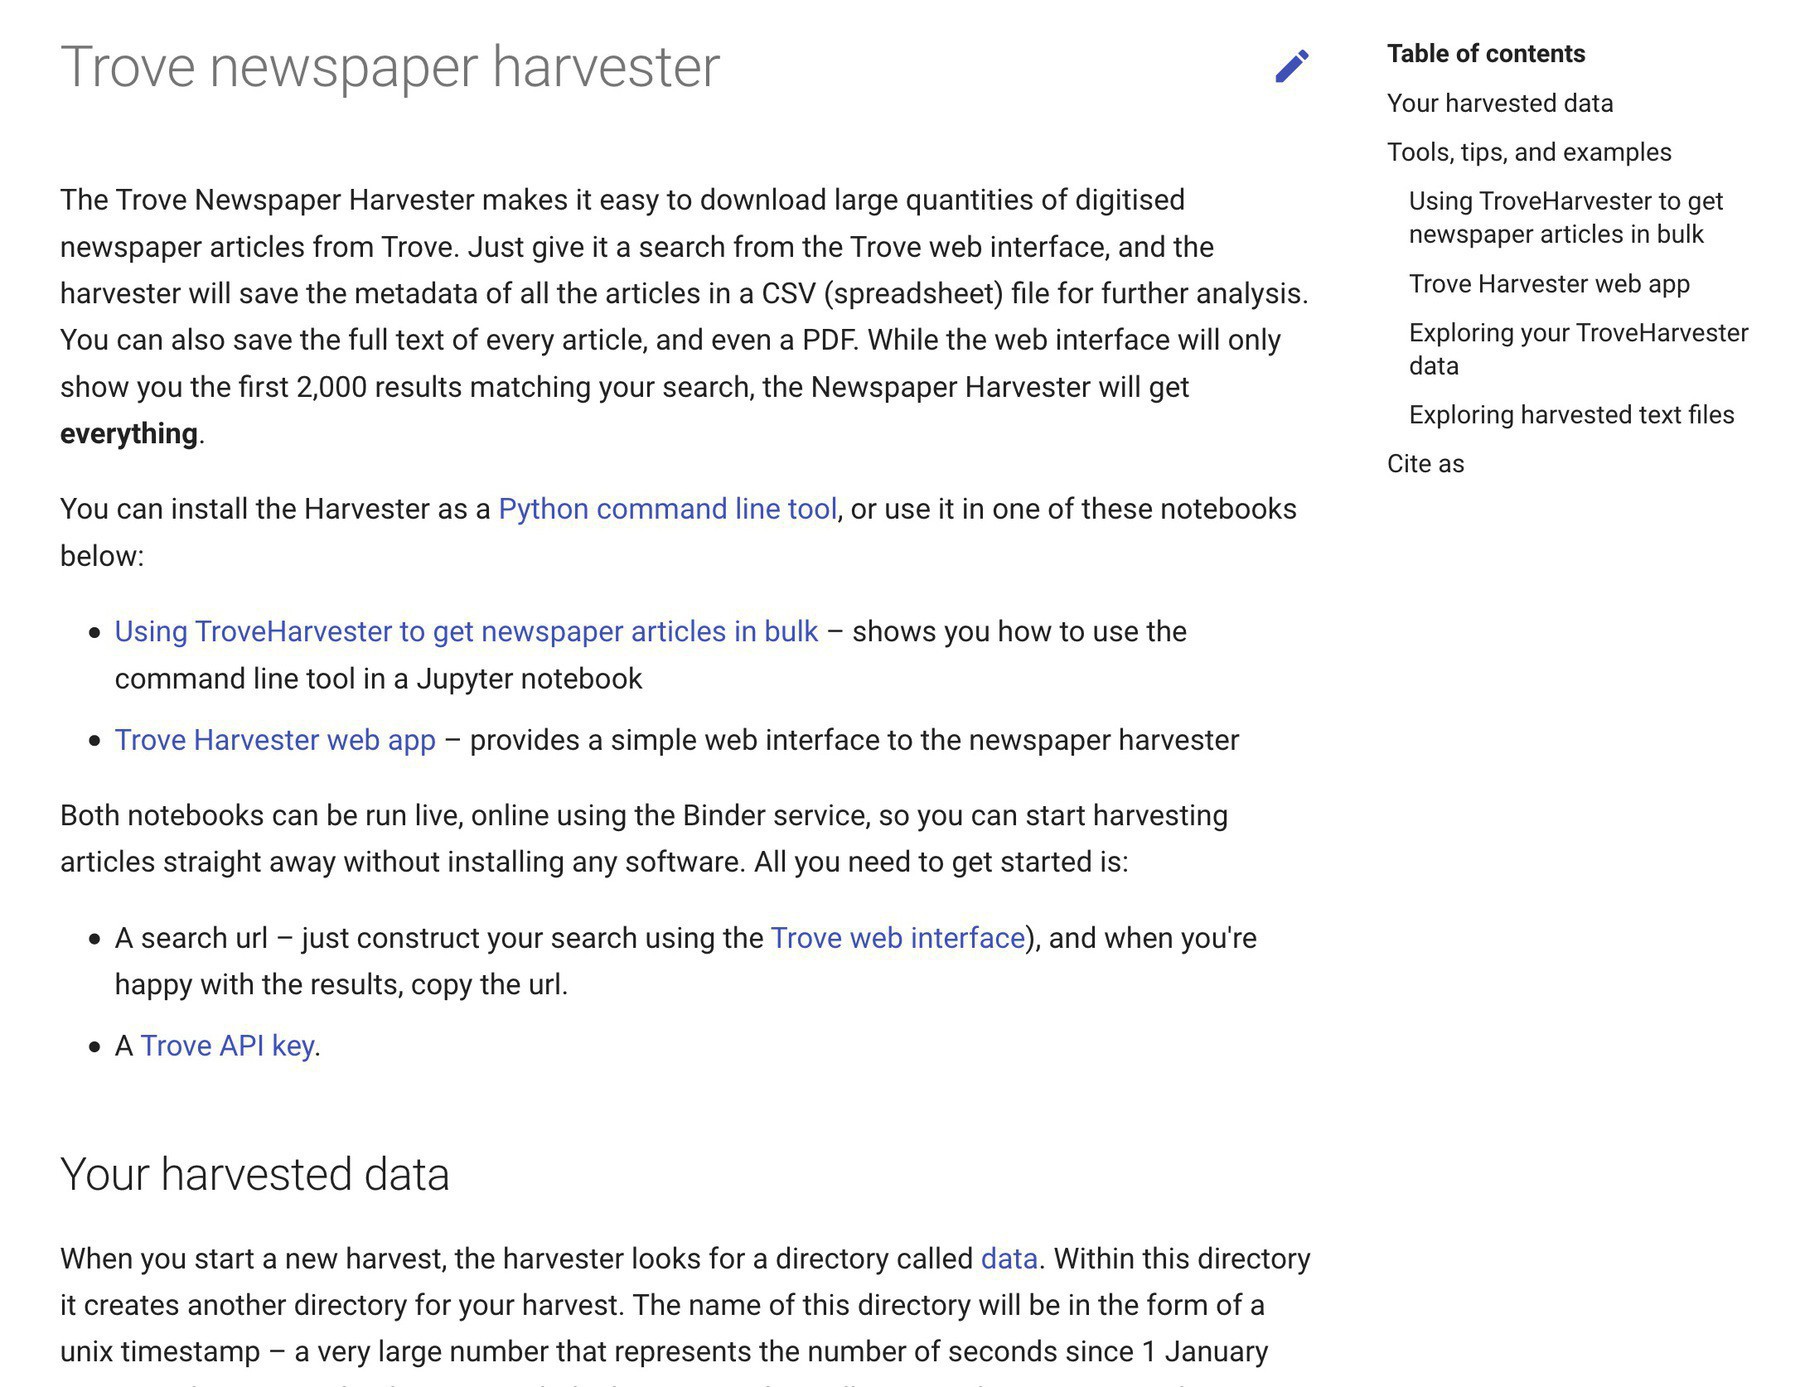 Trove newspaper harvester
The Trove Newspaper Harvester makes it easy to download large quantities of digitised
newspaper articles from Trove. Just give it a search from the Trove web interface, and the
harvester will save the metadata of all the articles in a CSV (spreadsheet) file for further analysis.
You can also save the full text of every article, and even a PDF. While the web interface will only
show you the first 2,000 results matching your search, the Newspaper Harvester will get
everything.
You can install the Harvester as a Python command line tool, or use it in one of these notebooks
below:
• Using TroveHarvester to get newspaper articles in bulk – shows you how to use the
command line tool in a Jupyter notebook
• Trove Harvester web app – provides a simple web interface to the newspaper harvester
Both notebooks can be run live, online using the Binder service, so you can start harvesting
articles straight away without installing any software. All you need to get started is:
• A search url – just construct your search using the Trove web interface), and when you're
happy with the results, copy the url.
• A Trove API key.
Your harvested data
When you start a new harvest, the harvester looks for a directory called data. Within this directory
it creates another directory for your harvest. The name of this directory will be in the form of a
unix timestamp – a very large number that represents the number of seconds since 1 January
Table of contents
Your harvested data
Tools, tips, and examples
Using TroveHarvester to get
newspaper articles in bulk
Trove Harvester web app
Exploring your TroveHarvester
data
Exploring harvested text files
Cite as